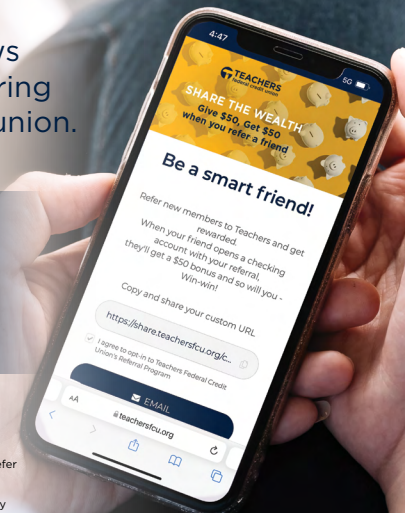 ws
ring
union.
4:47
5G
TEACHERS
federal credit union
SHARE THE WEALTH
Give $50, Get $50
when you refer a friend
Be a smart friend!
Refer new members to Teachers and get
rewarded.
When your friend opens a checking
account with your referral,
they'll get a $50 bonus and so will you -
Win-win!
Copy and share your custom URL
https://share.teachersfcu.org/c...
I agree to opt-in to Teachers Federal Credit
Union's Referral Program
EMAIL
AA
teachersfcu.org
efer
y